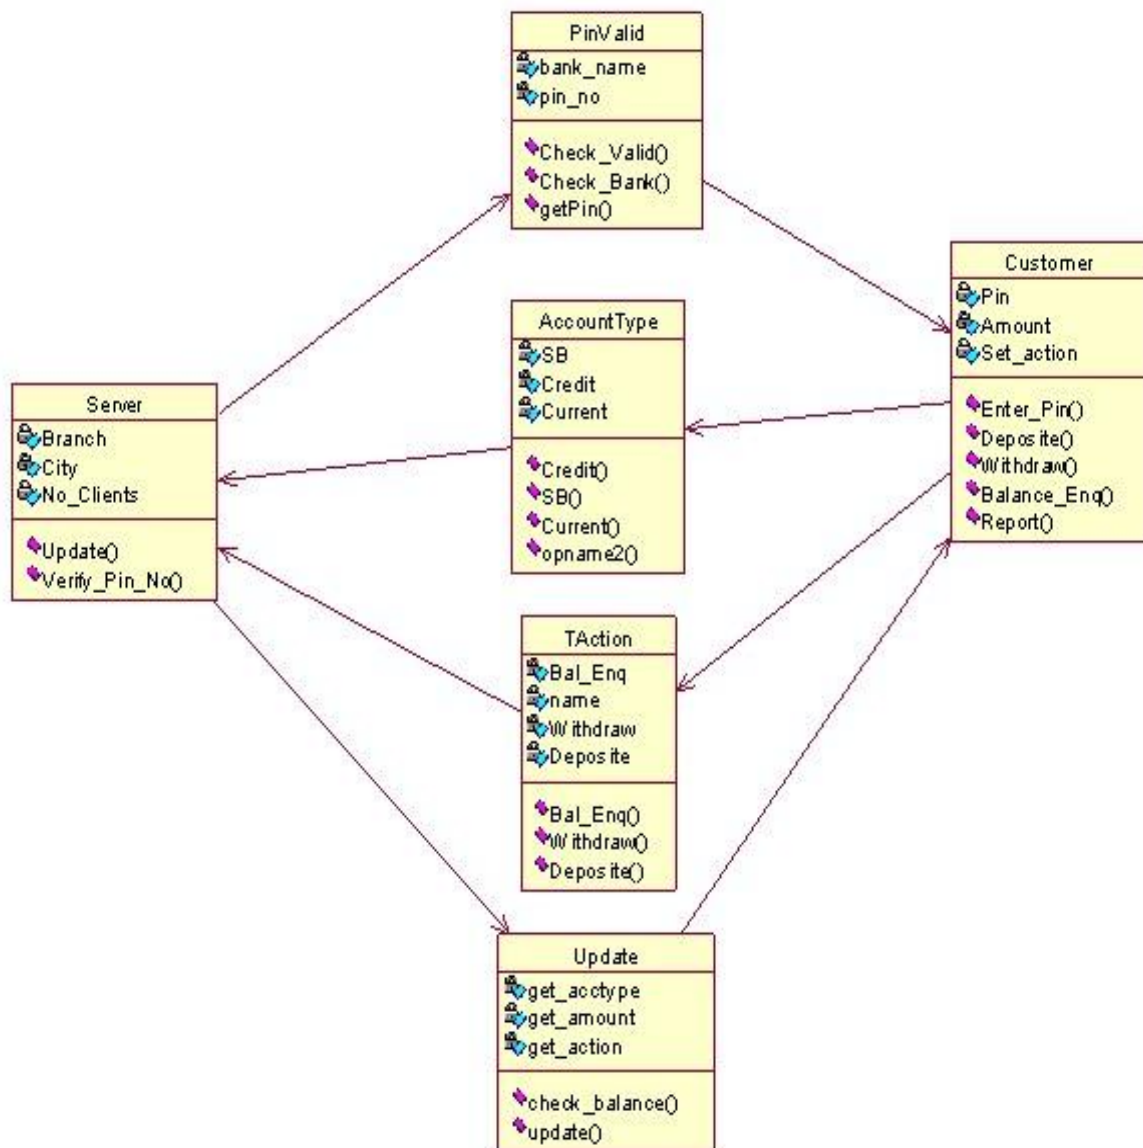 PinValid
bank_name
pin_no
Check_Valid()
Check_Bank()
getPin()
Customer
Pin
Amount
Set_action
Enter_Pin()
Deposite()
Withdraw()
Balance_Enq()
Report()
AccountType
SB
Credit
Current
Credit()
SB()
Current()
opname2()
Server
Branch
City
No_Clients
Update()
Verify_Pin_No()
TAction
Bal_Enq
name
Withdraw
Deposite
Bal_Enq()
Withdraw()
Deposite()
Update
get_acctype
get_amount
get_action
check_balance()
update()